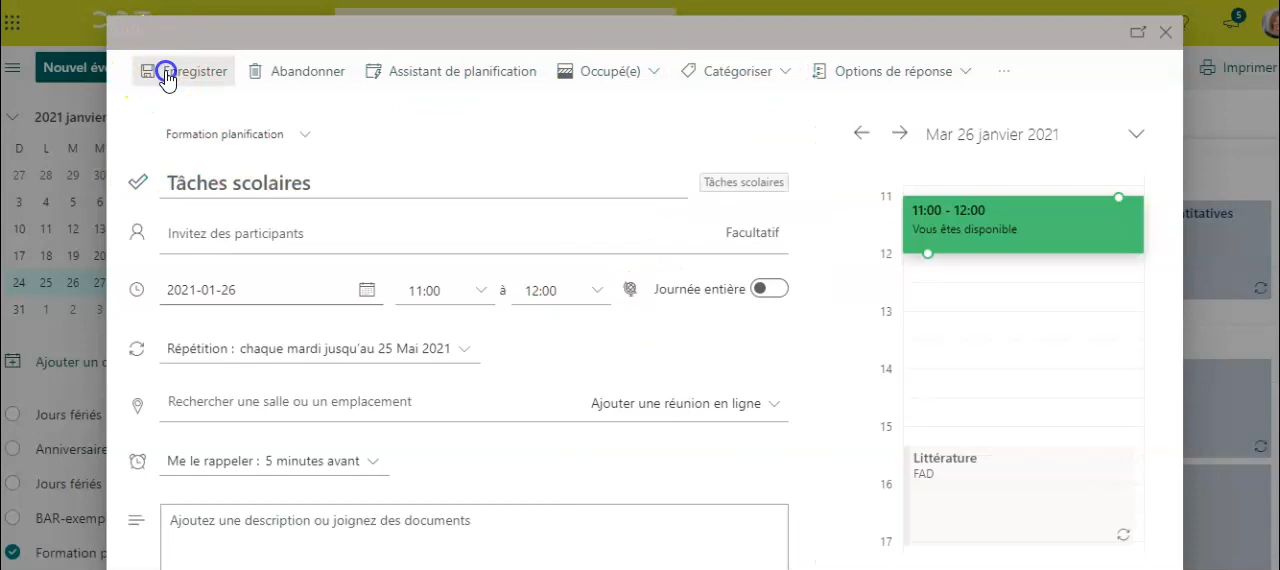 5
Nouvel év
Imprimer
Enregistrer
Abandonner
Assistant de planification
Occupé(e)
Catégoriser
Options de réponse
...
2021 janvier
D L M M
27 28 29 30
3 4 5 6
10 11 12 13
17 18 19 20
24 25 26 27
31 1 2 3
Ajouter un c
Jours fériés
Anniversaire
Jours fériés
BAR-exemp
Formation p
Formation planification
Tâches scolaires
Tâches scolaires
Invitez des participants
Facultatif
2021-01-26
11:00
à
12:00
Journée entière
Répétition : chaque mardi jusqu'au 25 Mai 2021
Rechercher une salle ou un emplacement
Ajouter une réunion en ligne
Me le rappeler : 5 minutes avant
Ajoutez une description ou joignez des documents
Mar 26 janvier 2021
11
11:00 - 12:00
Vous êtes disponible
12
13
14
15
Littérature
FAD
16
17
titatives